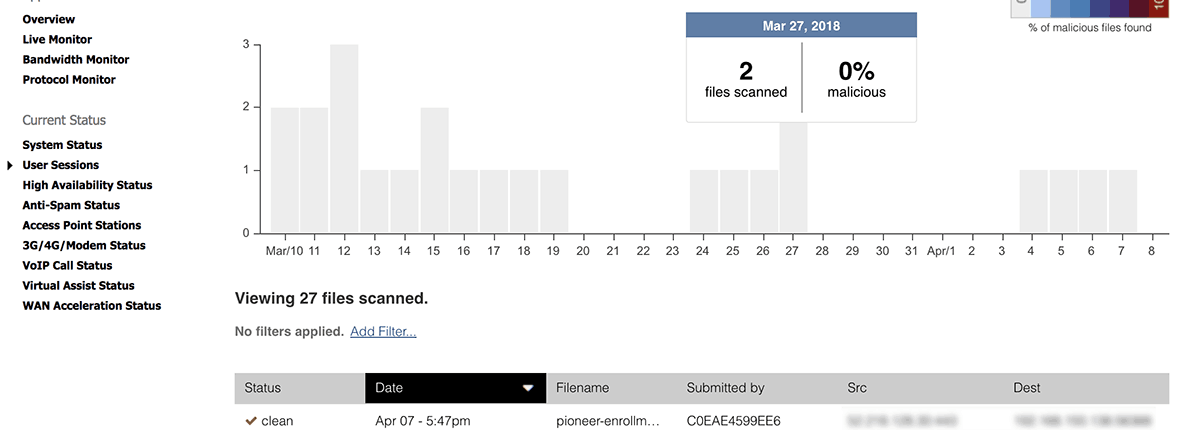 Overview
Live Monitor
Bandwidth Monitor
Protocol Monitor
Current Status
System Status
User Sessions
High Availability Status
Anti-Spam Status
Access Point Stations
3G/4G/Modem Status
VoIP Call Status
Virtual Assist Status
WAN Acceleration Status
% of malicious files found
Mar 27, 2018
2 0%
files scanned malicious
3
2
1
0
Mar/10 11 12 13 14 15 16 17 18 19 20 21 22 23 24 25 26 27 28 29 30 31 Apr/1 2 3 4 5 6 7 8
Viewing 27 files scanned.
No filters applied. Add Filter...
Status Date Filename Submitted by Src Dest
clean Apr 07 - 5:47pm pioneer-enrollm... C0EAE4599EE6